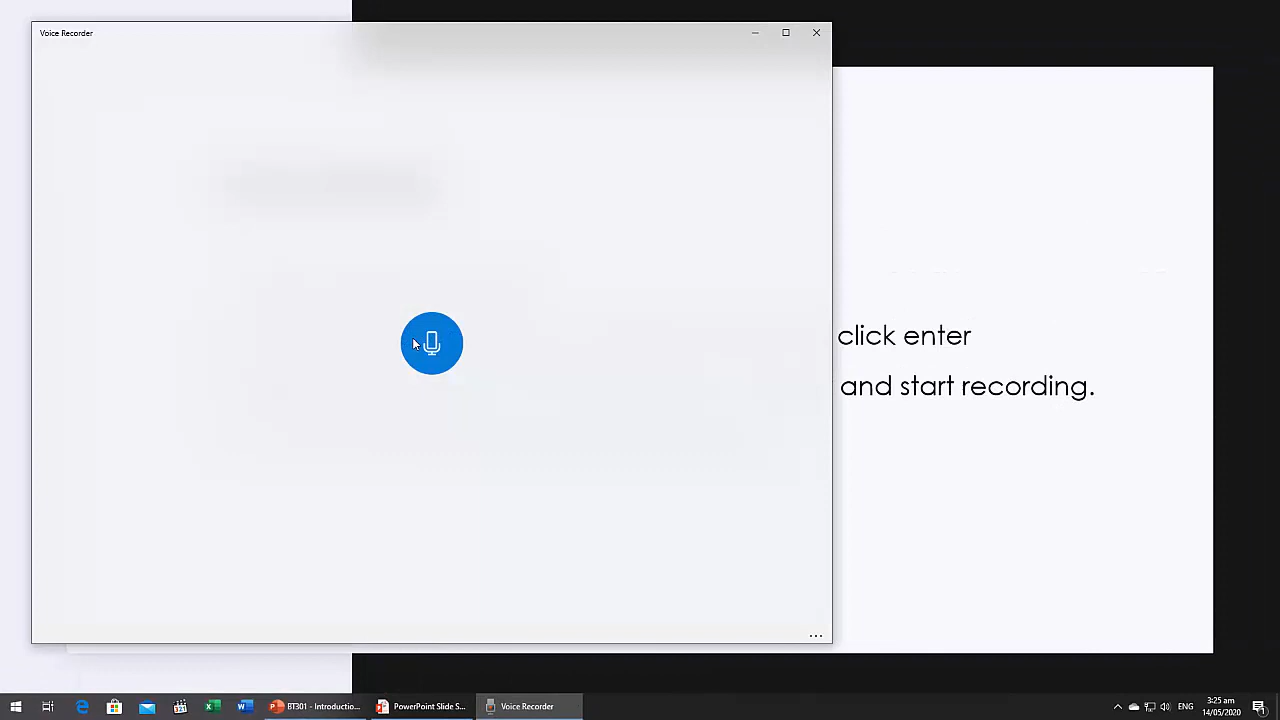 Voice Recorder
click enter
and start recording.
BT301 - Introductio...
PowerPoint Slide S...
Voice Recorder
ENG
3:25 am
14/05/2020